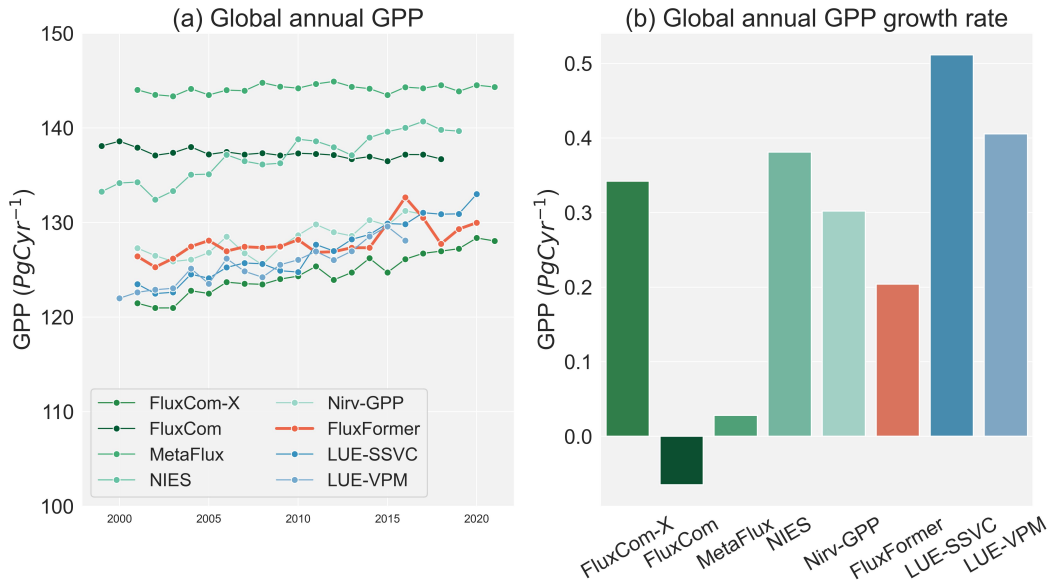 (a) Global annual GPP
150
140
130
120
110
100
GPP (PgCyr⁻¹)
2000
2005
2010
2015
2020
FluxCom-X
FluxCom
MetaFlux
NIES
Nirv-GPP
FluxFormer
LUE-SSVC
LUE-VPM
(b) Global annual GPP growth rate
0.5
0.4
0.3
0.2
0.1
0.0
GPP (PgCyr⁻¹)
FluxCom-X
FluxCom
MetaFlux
NIES
Nirv-GPP
FluxFormer
LUE-SSVC
LUE-VPM